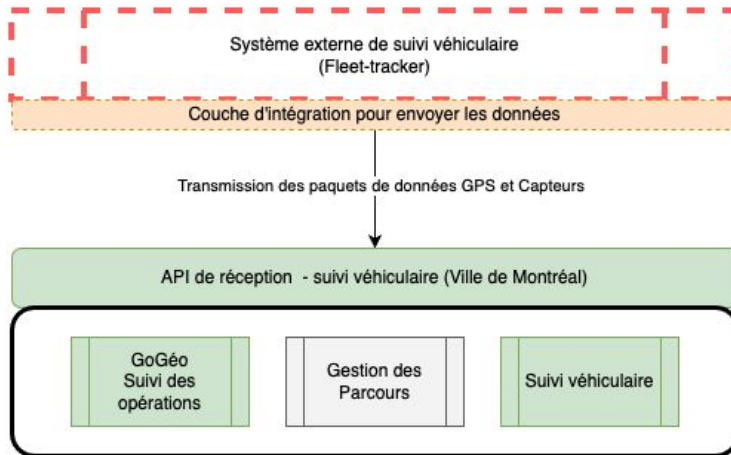 Système externe de suivi véhiculaire
(Fleet-tracker)
Couche d'intégration pour envoyer les données
Transmission des paquets de données GPS et Capteurs
API de réception - suivi véhiculaire (Ville de Montréal)
GoGéo
Suivi des
opérations
Gestion des
Parcours
Suivi véhiculaire